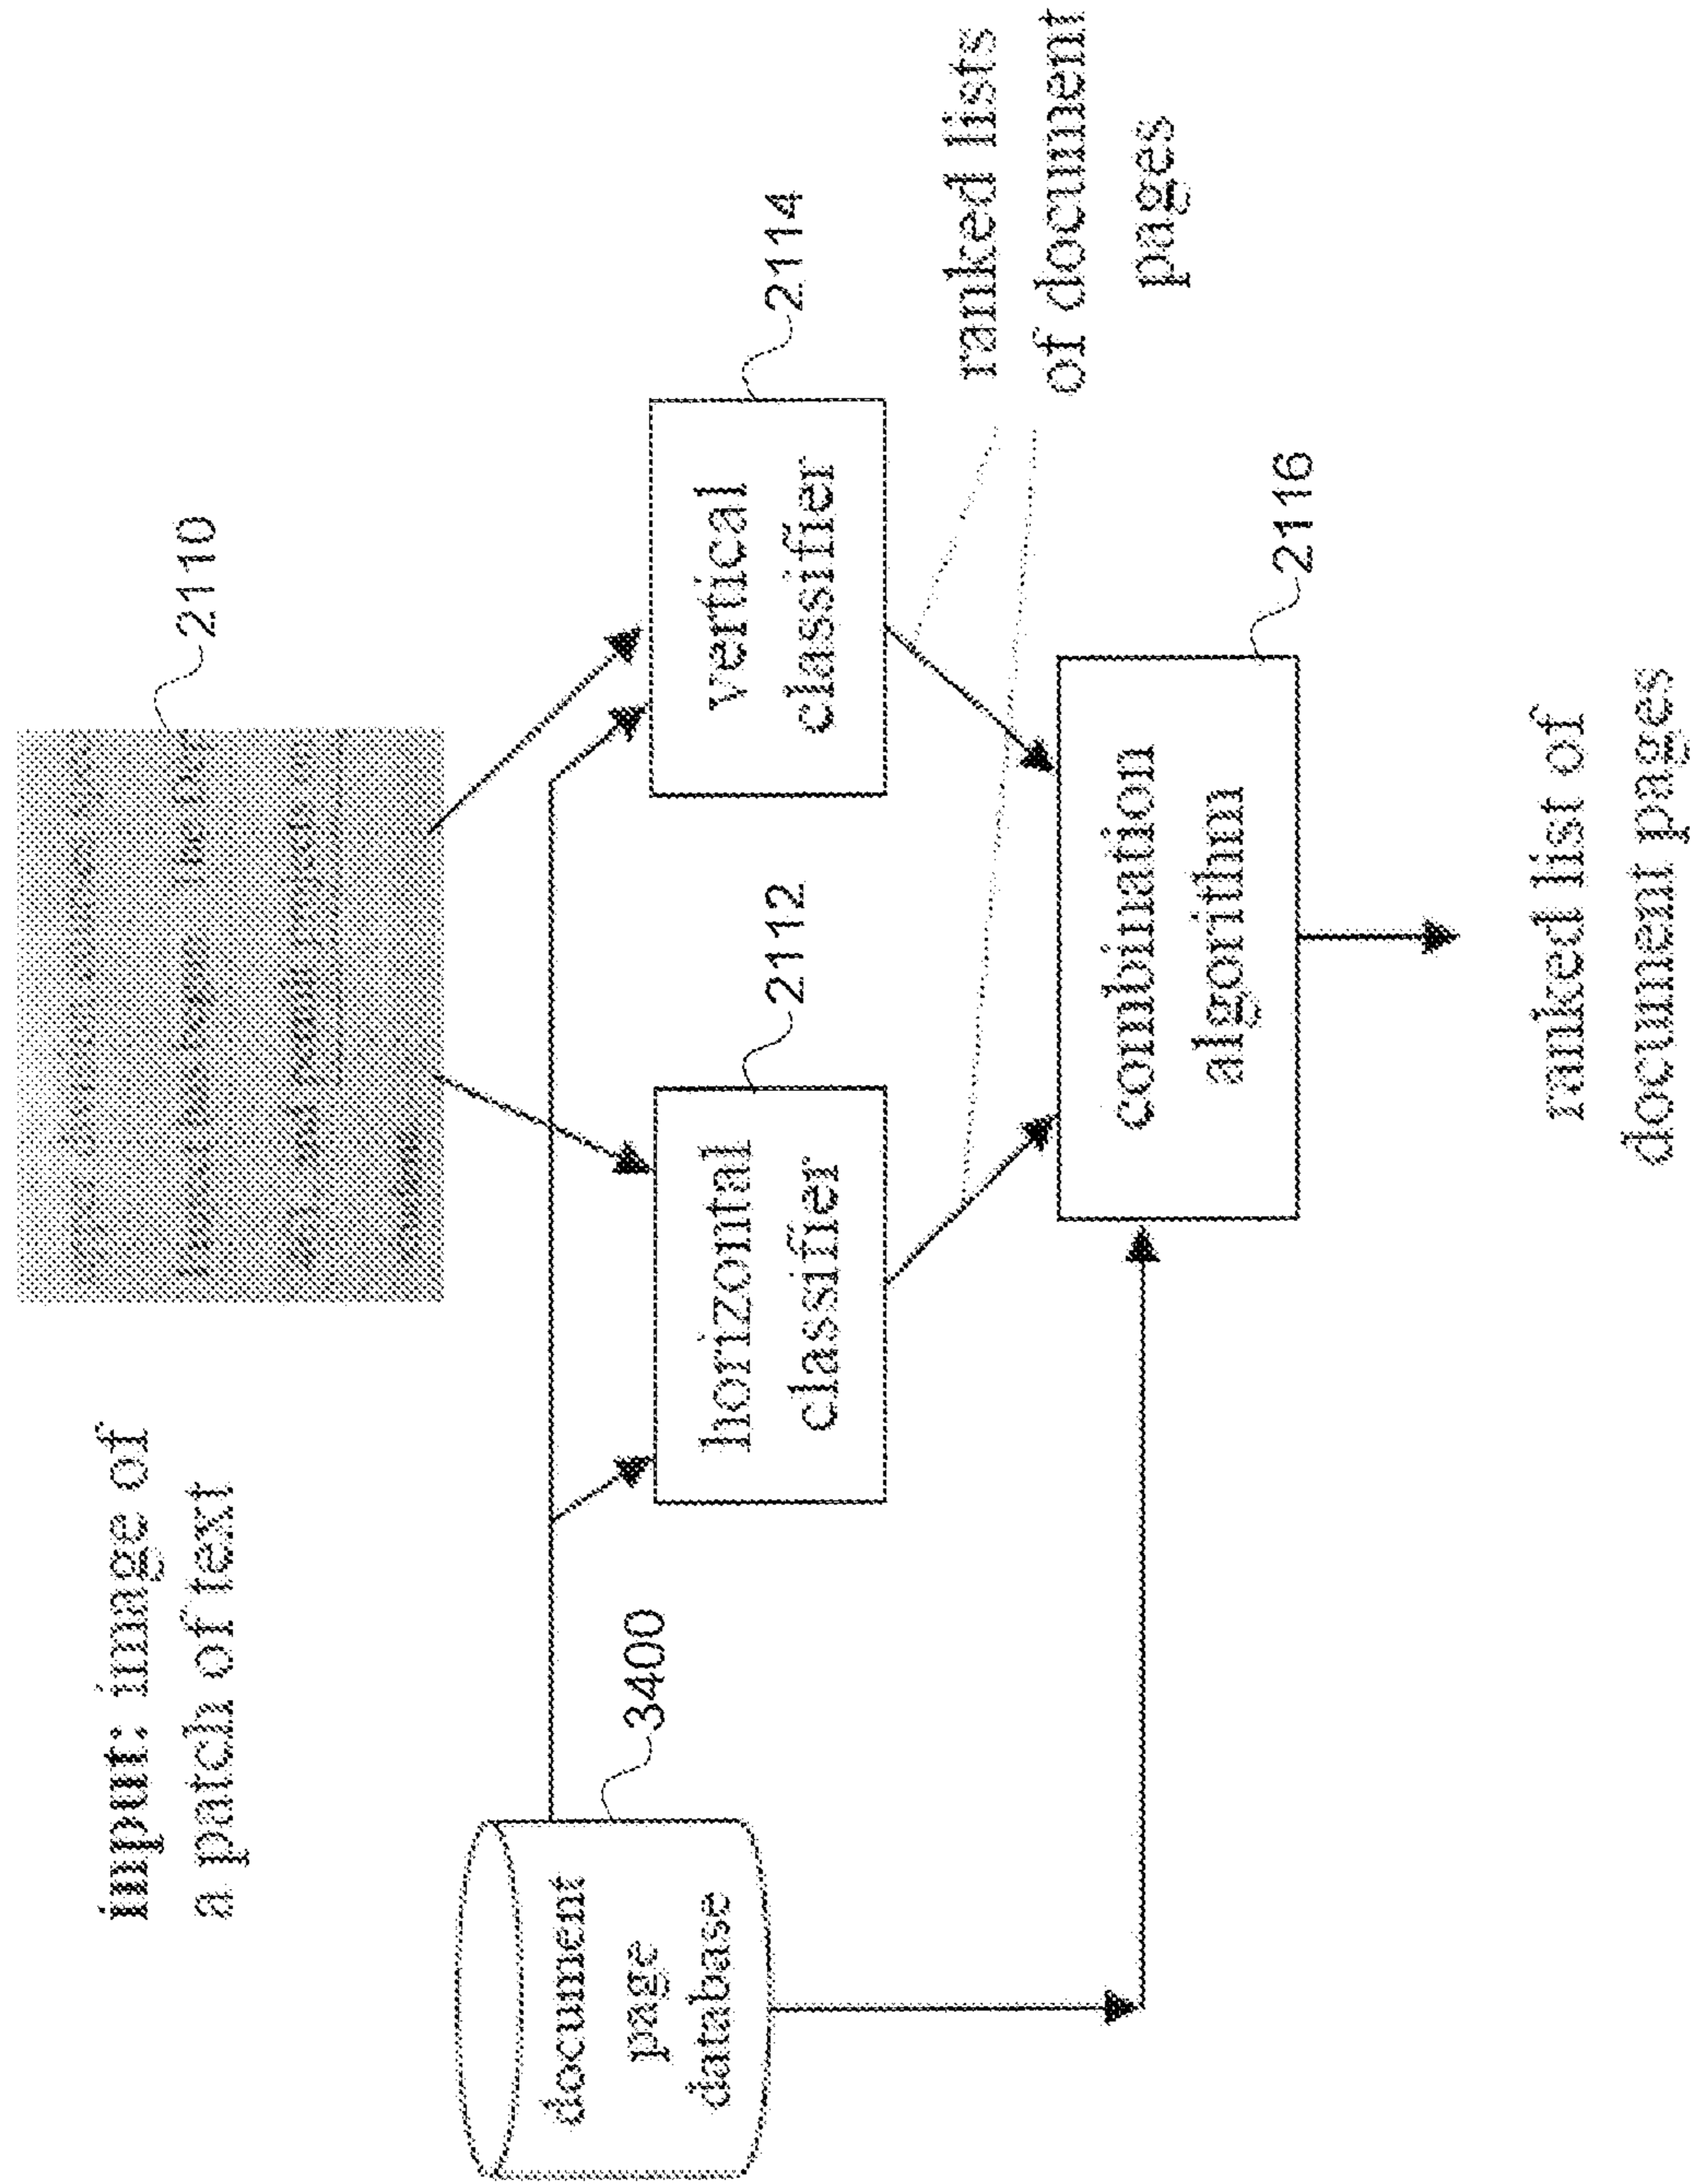 input: image of
a patch of text
2110
document
page
database
3400
horizontal
classifier
2112
vertical
classifier
2114
ranked lists
of document
pages
combination
algorithm
2116
ranked list of
document pages